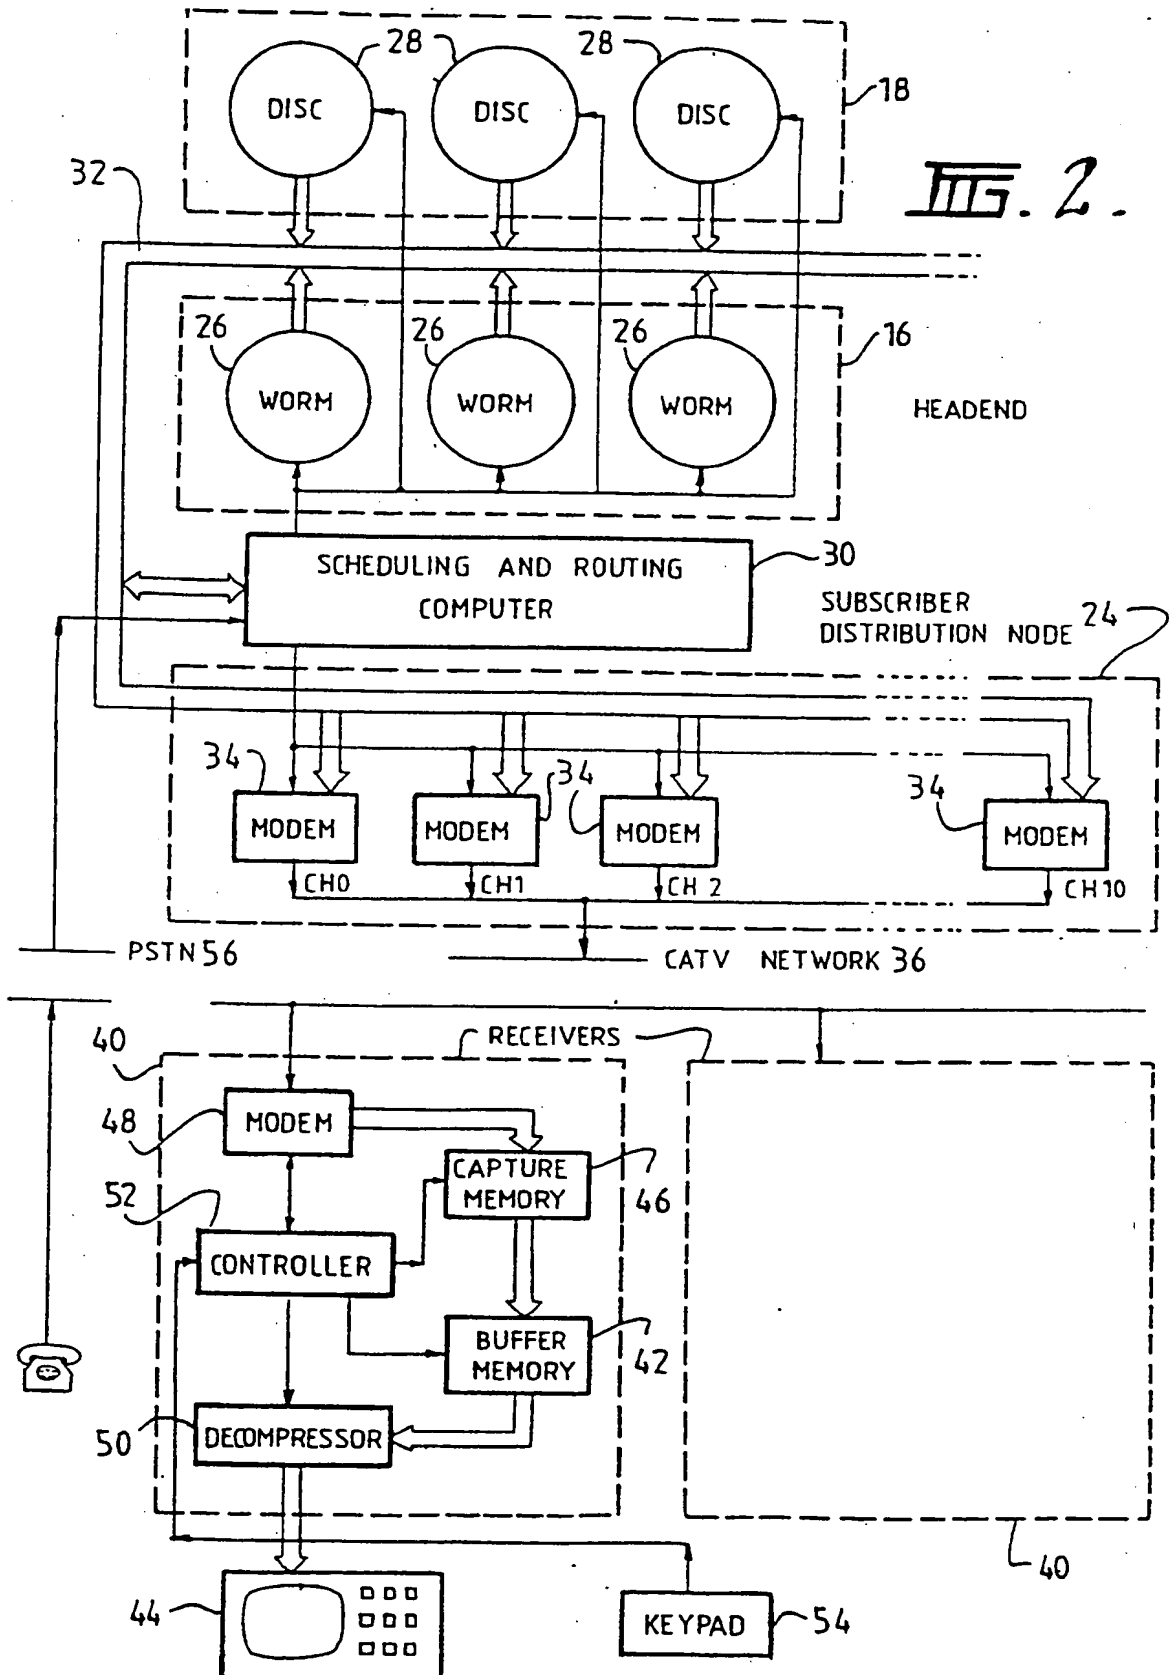 28 28
18
DISC DISC DISC
32
FIG. 2.
26 26 26 16
WORM WORM WORM
HEADEND
30
SCHEDULING AND ROUTING
COMPUTER
SUBSCRIBER
DISTRIBUTION NODE 24
34 34 34 34
MODEM MODEM MODEM MODEM
CH0 CH1 CH2 CH10
PSTN 56
CATV NETWORK 36
RECEIVERS
40
48 MODEM
CAPTURE
MEMORY
46
52
CONTROLLER
BUFFER
MEMORY
42
50 DECOMPRESSOR
40
44
KEYPAD 54